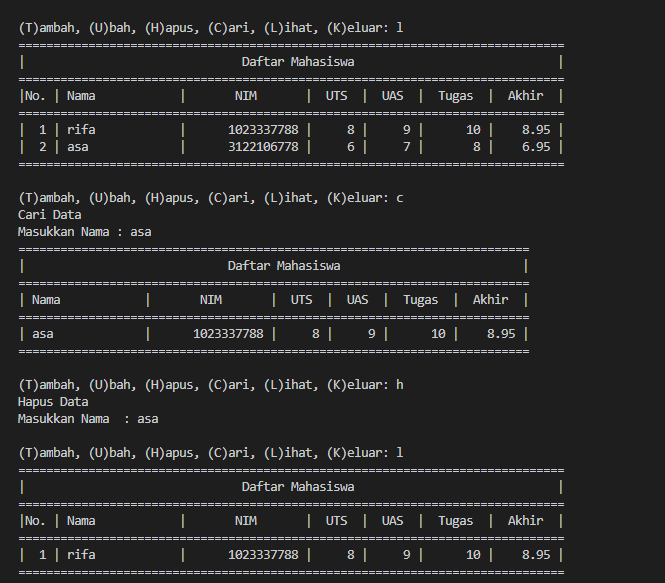 (T)ambah, (U)bah, (H)apus, (C)ari, (L)ihat, (K)eluar: l
==============================================================================
|                               Daftar Mahasiswa                             |
==============================================================================
|No. | Nama            |       NIM       |  UTS  |  UAS  |  Tugas  |  Akhir  |
==============================================================================
|  1 | rifa            |      1023337788 |     8 |     9 |      10 |    8.95 |
|  2 | asa             |      3122106778 |     6 |     7 |       8 |    6.95 |
==============================================================================
(T)ambah, (U)bah, (H)apus, (C)ari, (L)ihat, (K)eluar: c
Cari Data
Masukkan Nama : asa
=========================================================================
|                             Daftar Mahasiswa                          |
=========================================================================
| Nama            |       NIM       |  UTS  |  UAS  |  Tugas  |  Akhir  |
=========================================================================
| asa             |      1023337788 |     8 |     9 |      10 |    8.95 |
=========================================================================
(T)ambah, (U)bah, (H)apus, (C)ari, (L)ihat, (K)eluar: h
Hapus Data
Masukkan Nama  : asa
(T)ambah, (U)bah, (H)apus, (C)ari, (L)ihat, (K)eluar: l
==============================================================================
|                               Daftar Mahasiswa                             |
==============================================================================
|No. | Nama            |       NIM       |  UTS  |  UAS  |  Tugas  |  Akhir  |
==============================================================================
|  1 | rifa            |      1023337788 |     8 |     9 |      10 |    8.95 |
==============================================================================